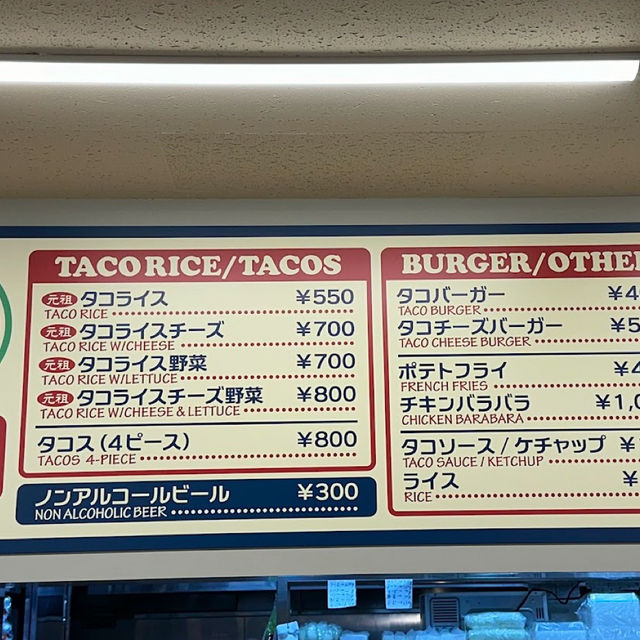 TACO RICE/TACOS
元祖 タコライス ¥550
TACO RICE
元祖 タコライスチーズ ¥700
TACO RICE W/CHEESE
元祖 タコライス野菜 ¥700
TACO RICE W/LETTUCE
元祖 タコライスチーズ野菜 ¥800
TACO RICE W/CHEESE & LETTUCE
タコス(4ピース) ¥800
TACOS 4-PIECE
ノンアルコールビール ¥300
NON ALCOHOLIC BEER
BURGER/OTHE
タコバーガー ¥4
TACO BURGER
タコチーズバーガー ¥5
TACO CHEESE BURGER
ポテトフライ ¥4
FRENCH FRIES
チキンバラバラ ¥1,0
CHICKEN BARABARA
タコソース/ケチャップ ¥
TACO SAUCE/KETCHUP
ライス ¥
RICE